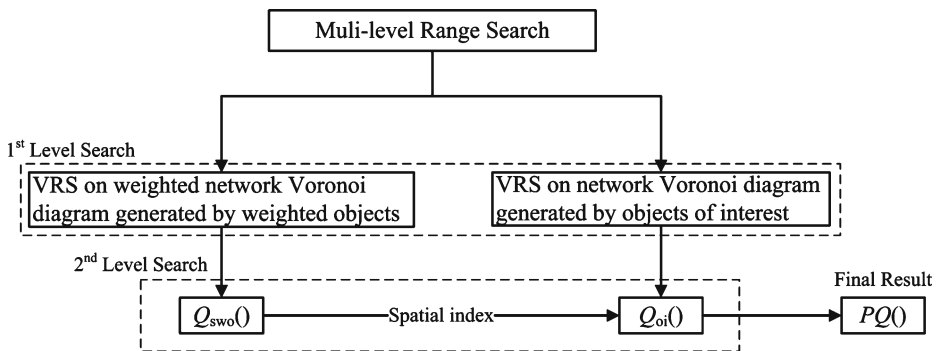 Muli-level Range Search
1st Level Search
VRS on weighted network Voronoi
diagram generated by weighted objects
VRS on network Voronoi diagram
generated by objects of interest
2nd Level Search
Final Result
Qswo()
Spatial index
Qoi()
PQ()